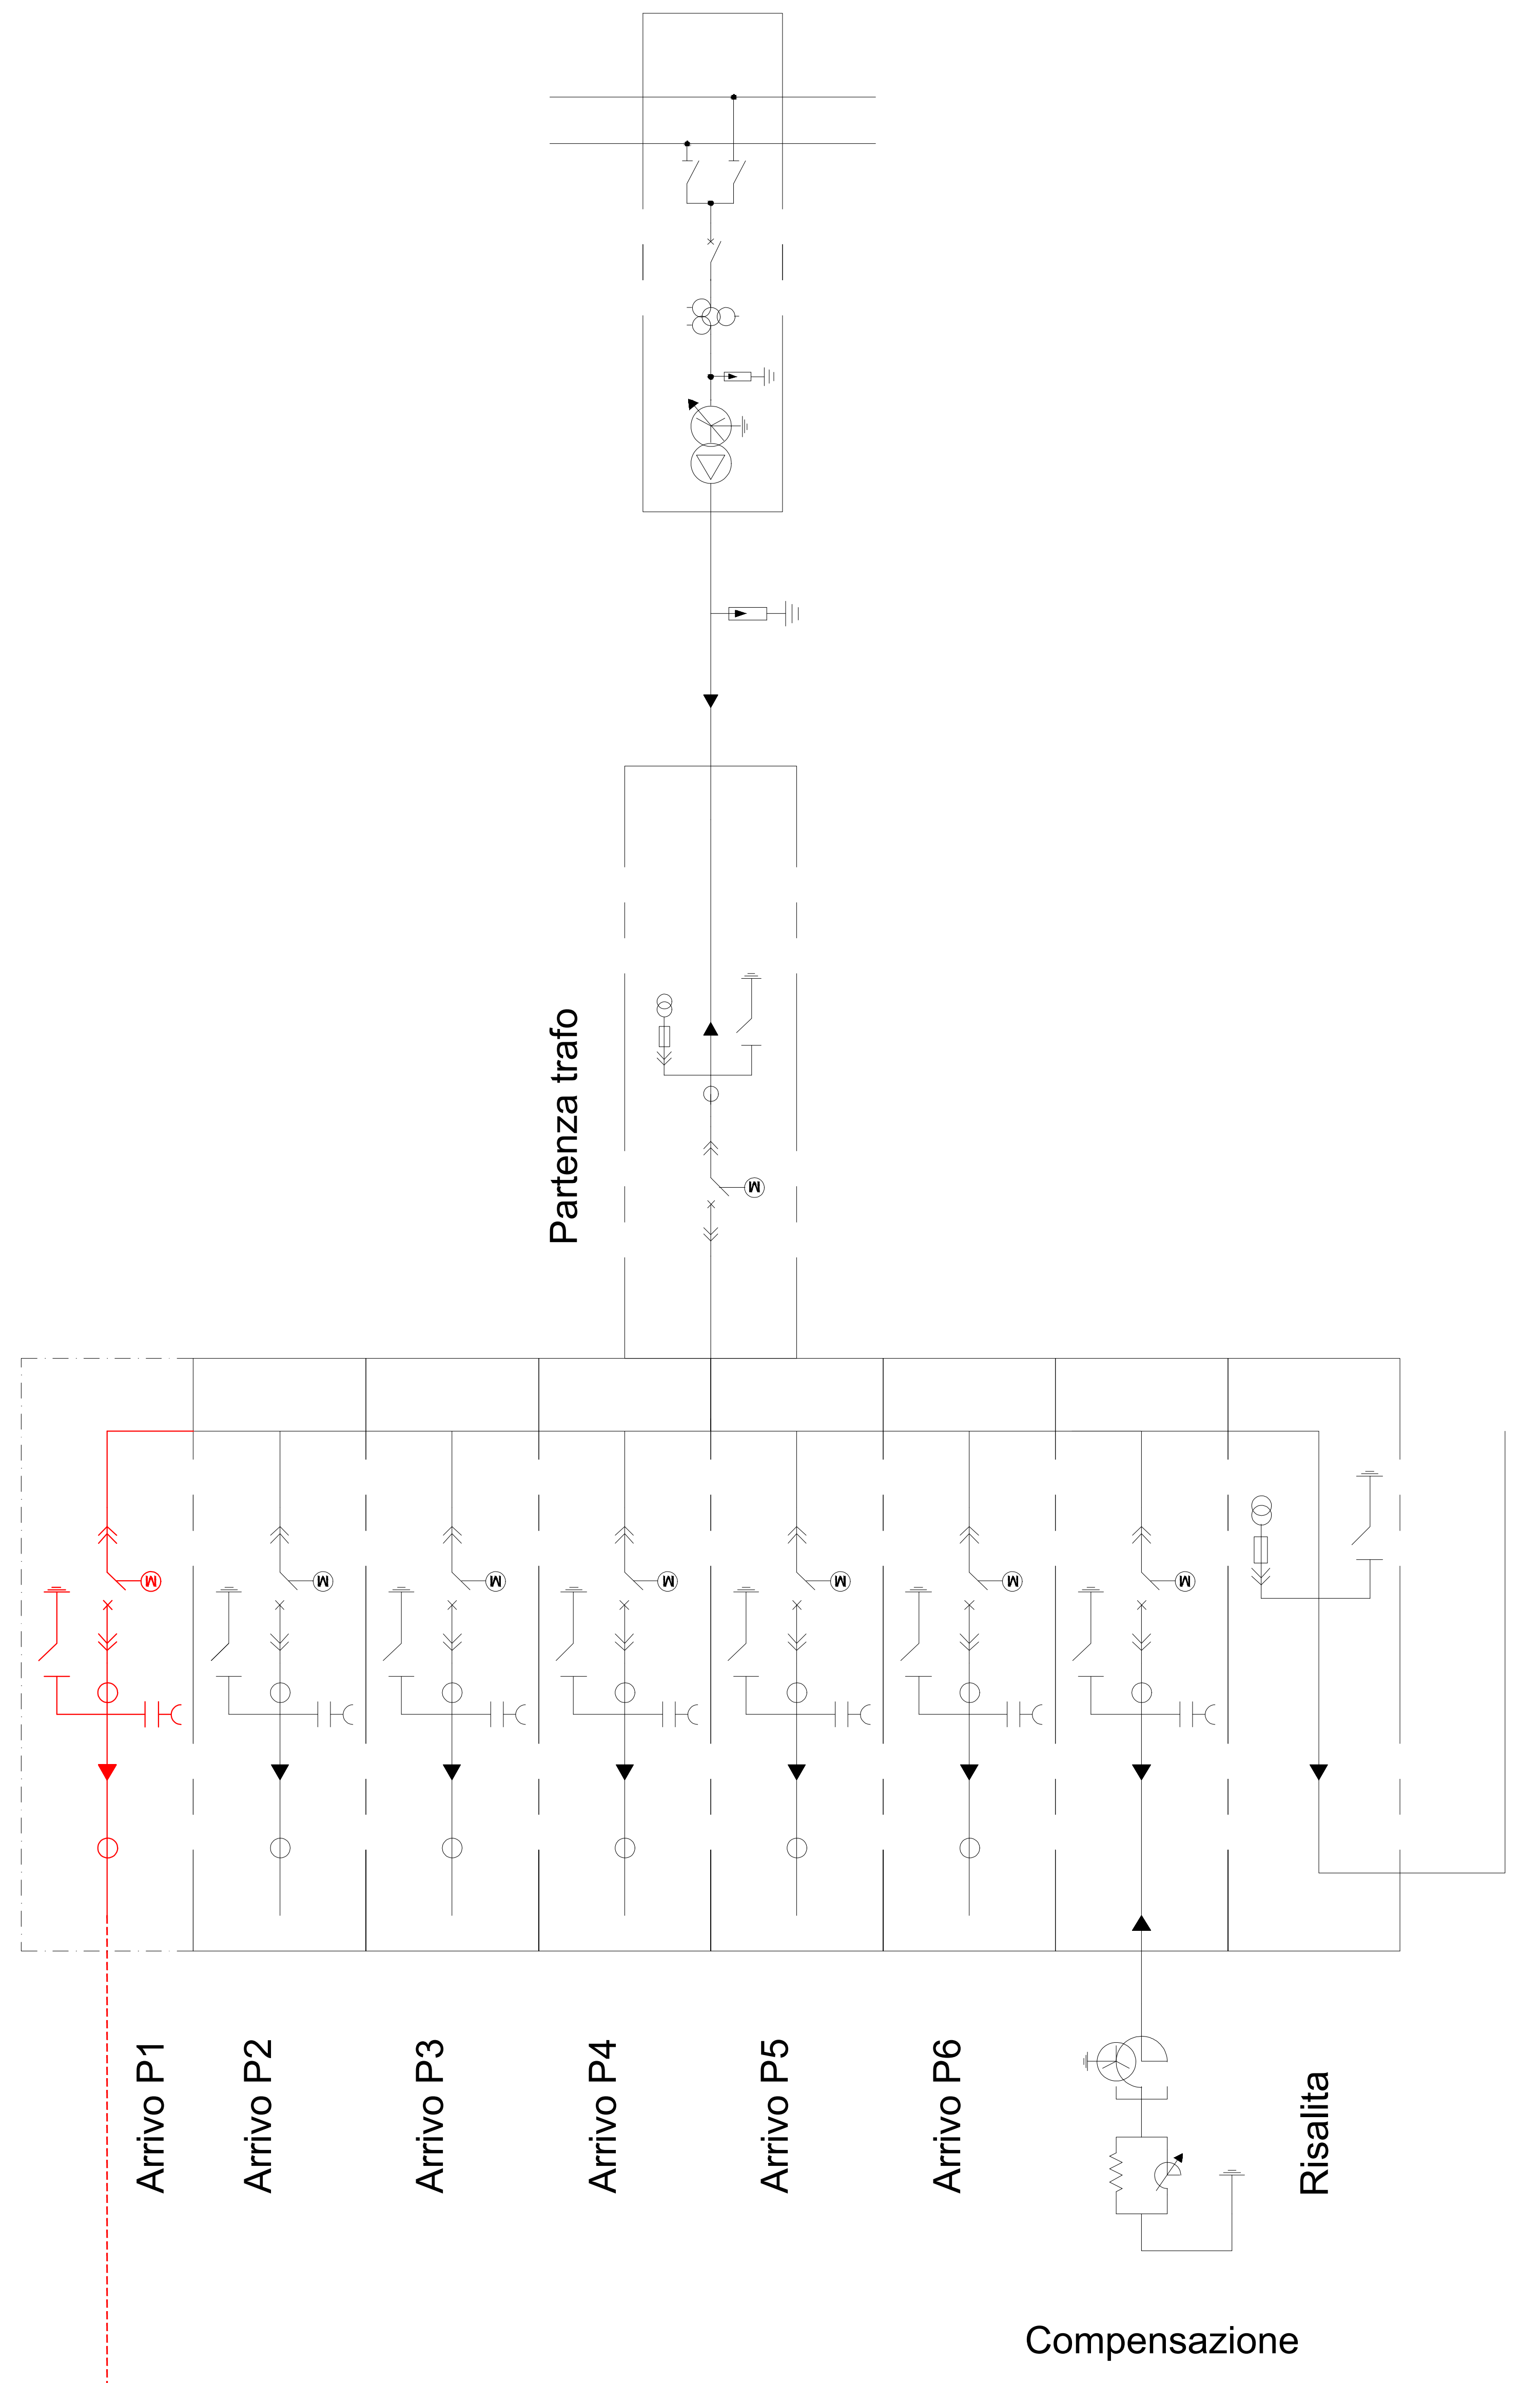 Partenza trafo
M
M
M
M
M
M
M
M
Arrivo P1
Arrivo P2
Arrivo P3
Arrivo P4
Arrivo P5
Arrivo P6
Risalita
Compensazione